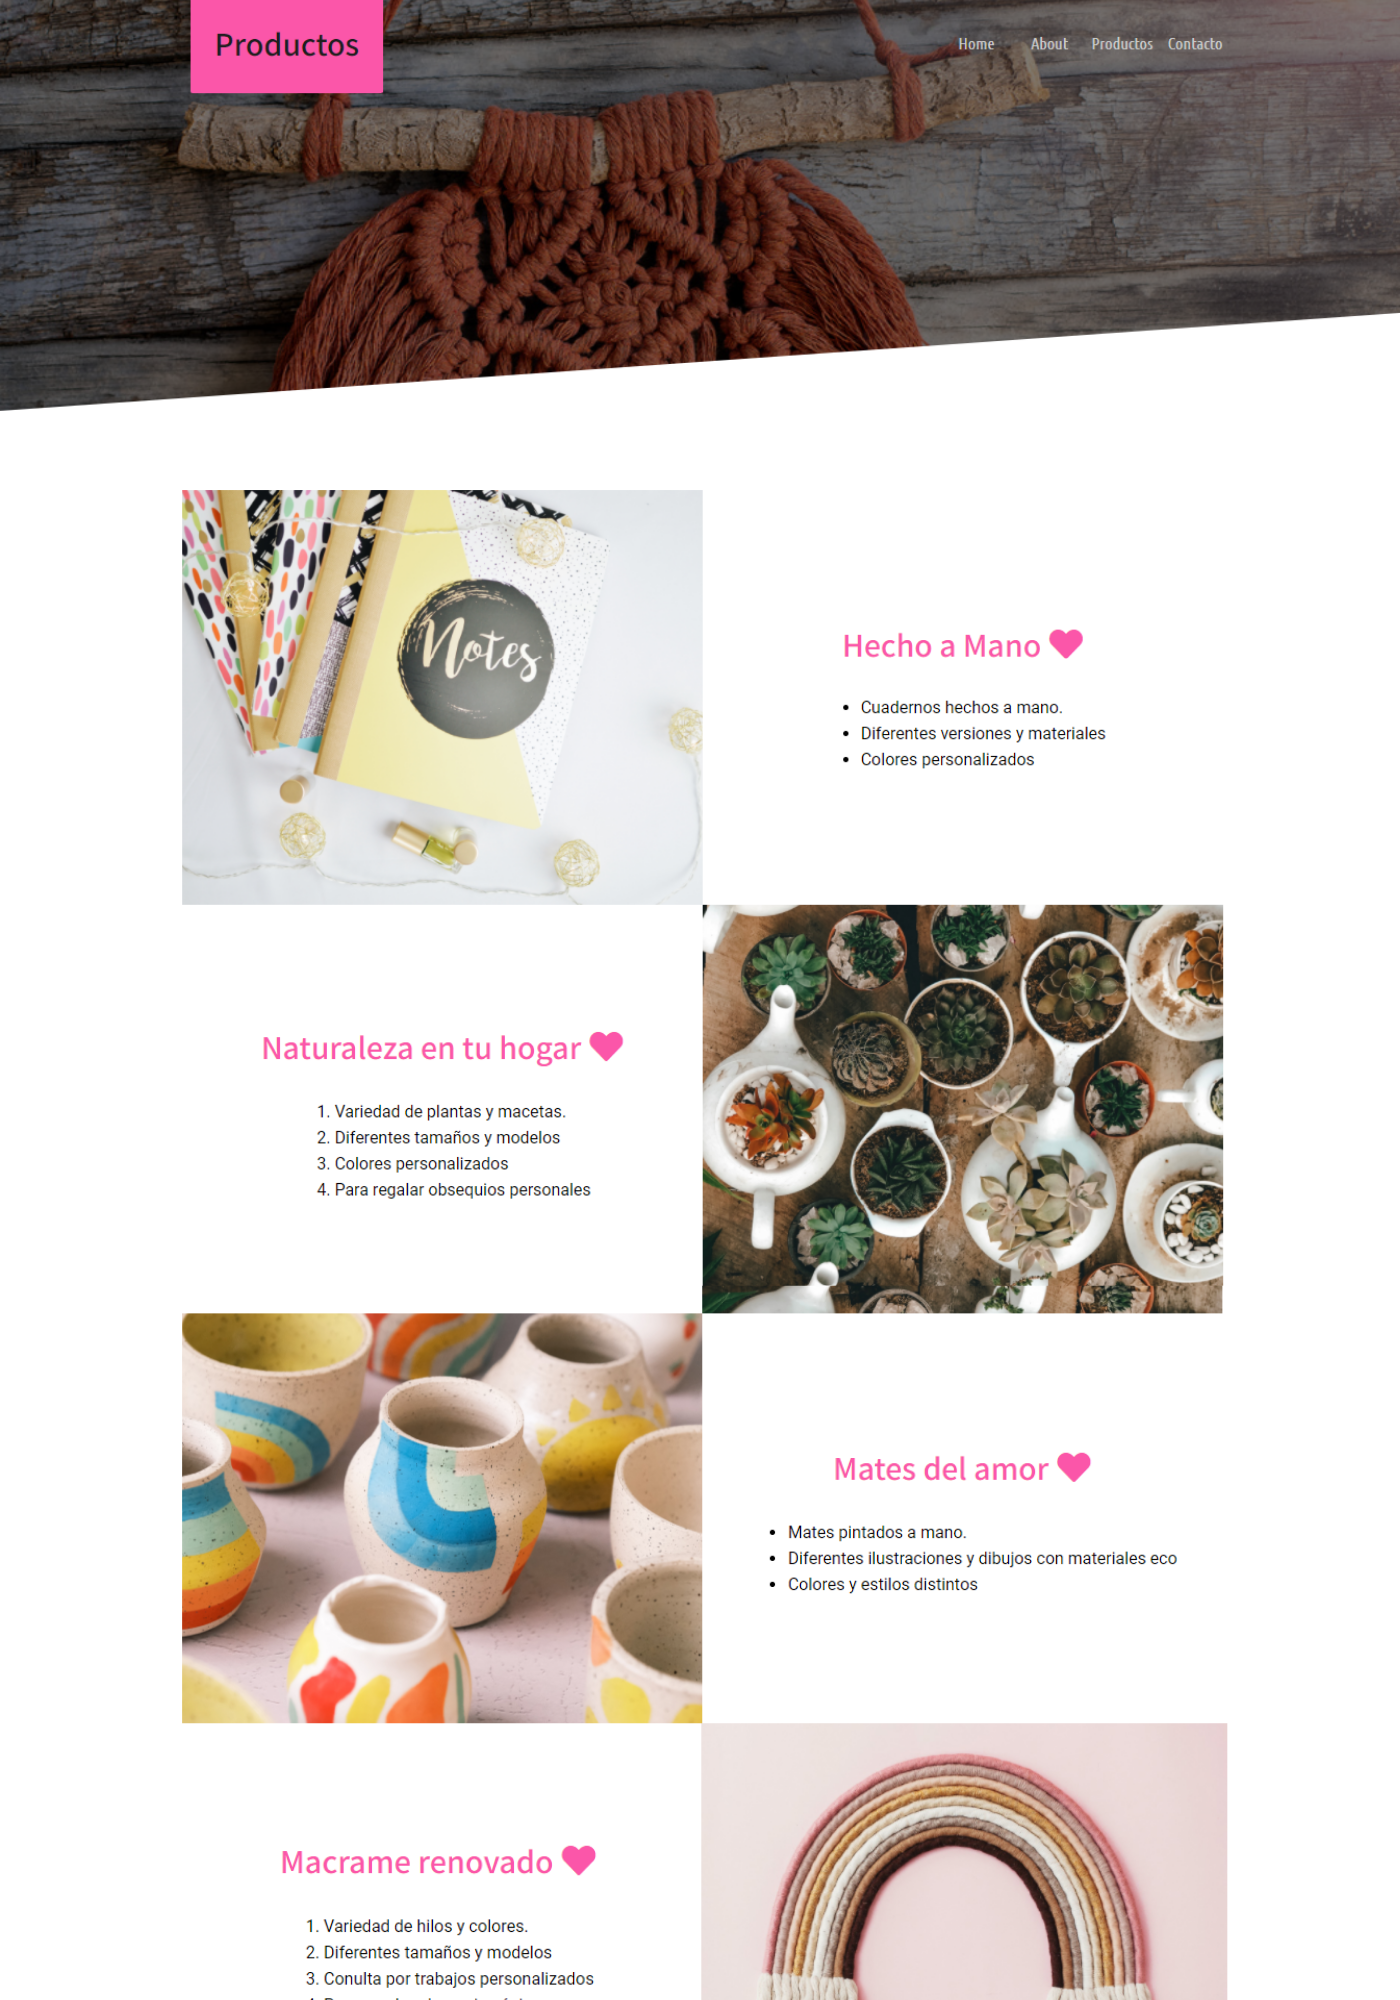 Productos
Home About Productos Contacto
Notes
Hecho a Mano
Cuadernos hechos a mano.
Diferentes versiones y materiales
Colores personalizados
Naturaleza en tu hogar
1. Variedad de plantas y macetas.
2. Diferentes tamaños y modelos
3. Colores personalizados
4. Para regalar obsequios personales
Mates del amor
Mates pintados a mano.
Diferentes ilustraciones y dibujos con materiales eco
Colores y estilos distintos
Macrame renovado
1. Variedad de hilos y colores.
2. Diferentes tamaños y modelos
3. Conulta por trabajos personalizados